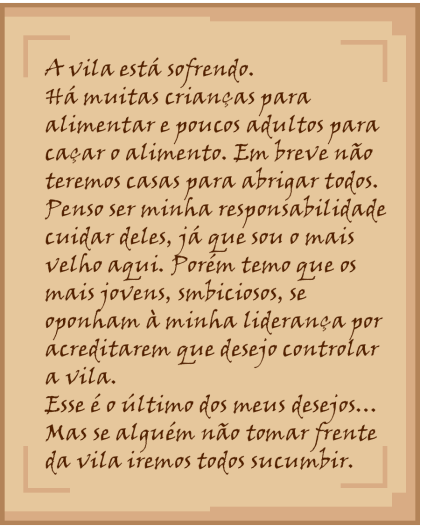 A vila está sofrendo.
Há muitas crianças para
alimentar e poucos adultos para
caçar o alimento. Em breve não
teremos casas para abrigar todos.
Penso ser minha responsabilidade
cuidar deles, já que sou o mais
velho aqui. Porém temo que os
mais jovens, smbiciosos, se
oponham à minha liderança por
acreditarem que desejo controlar
a vila.
Esse é o último dos meus desejos...
Mas se alguém não tomar frente
da vila iremos todos sucumbir.